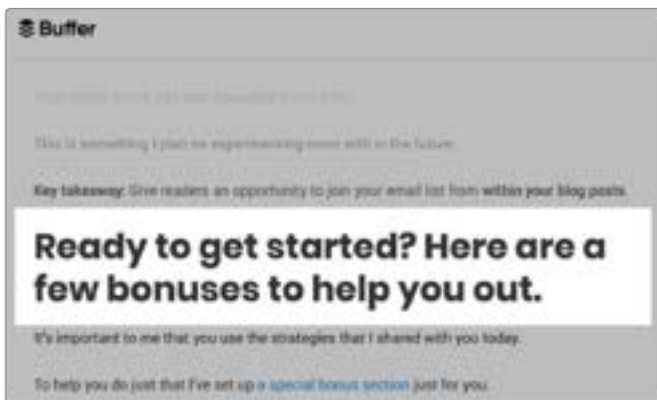 Buffer
This is something I plan on experimenting more with in the future.
Key takeaway: Give readers an opportunity to join your email list from within your blog posts.
Ready to get started? Here are a
few bonuses to help you out.
It's important to me that you use the strategies that I shared with you today.
To help you do just that I've set up a special bonus section just for you.